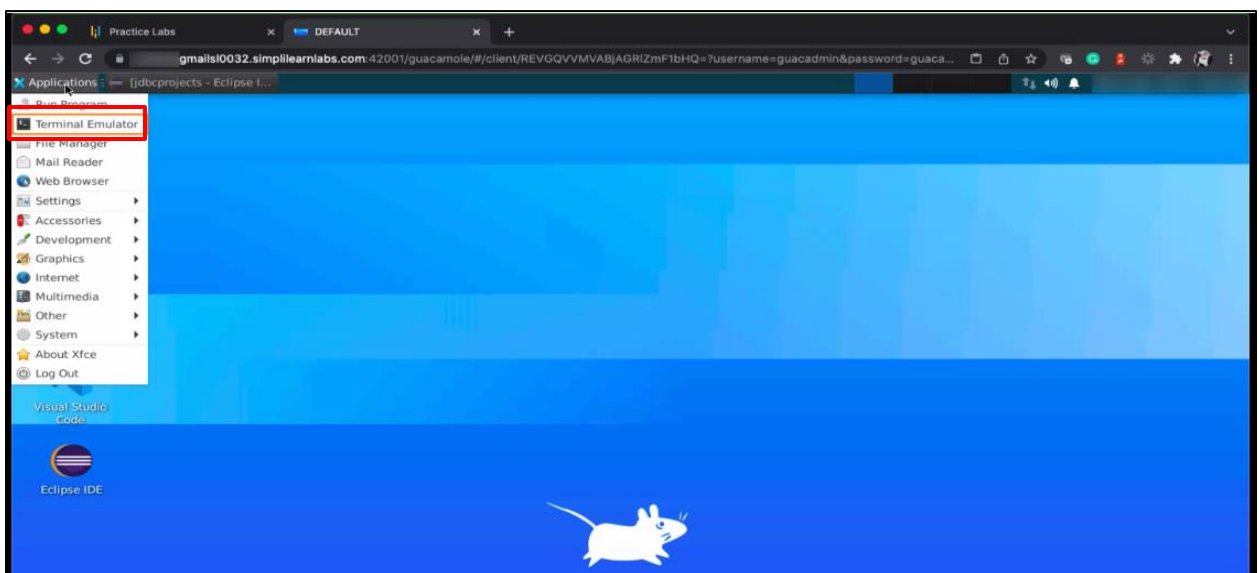 Practice Labs
DEFAULT
gmailsl0032.simplilearnlabs.com:42001/guacamole/#/client/REVGQVVMVABjAGRlZmF1bHQ=?username=guacadmin&password=guaca...
Applications
[jdbcprojects - Eclipse I...
Run Program...
Terminal Emulator
File Manager
Mail Reader
Web Browser
Settings
Accessories
Development
Graphics
Internet
Multimedia
Other
System
About Xfce
Log Out
Visual Studio
Code
Eclipse IDE